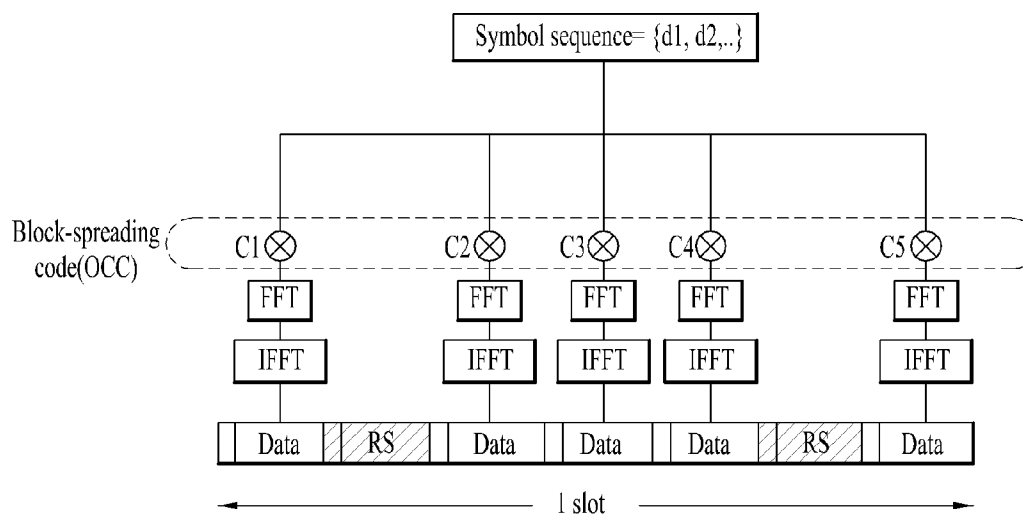 Symbol sequence= {d1, d2,..}
Block-spreading
code(OCC)
C1
C2
C3
C4
C5
FFT
FFT
FFT
FFT
FFT
IFFT
IFFT
IFFT
IFFT
IFFT
Data
RS
Data
Data
Data
RS
Data
1 slot